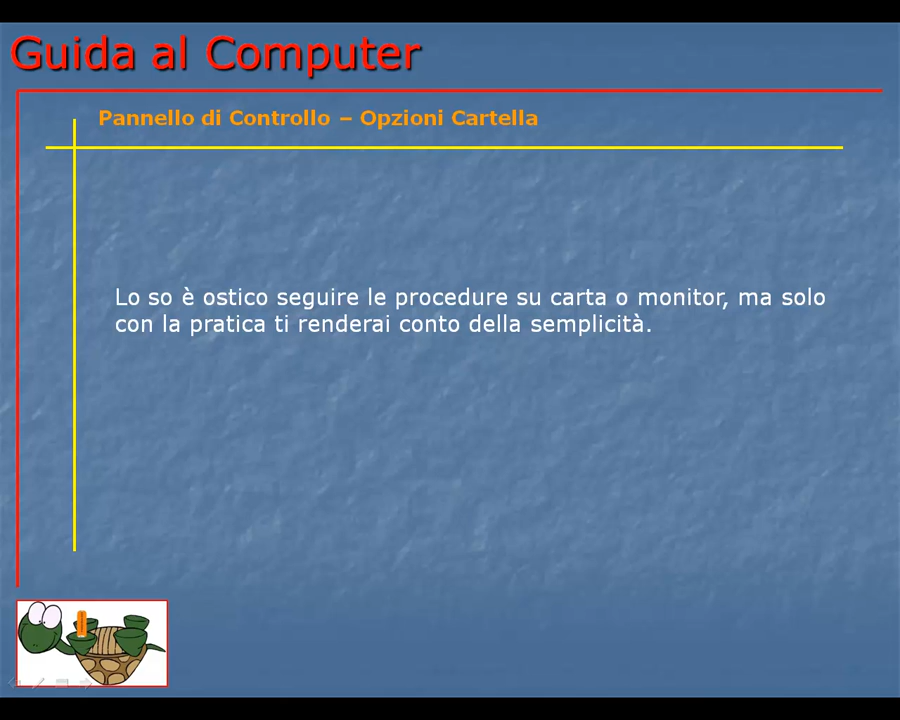 Guida al Computer
Pannello di Controllo – Opzioni Cartella
Lo so è ostico seguire le procedure su carta o monitor, ma solo
con la pratica ti renderai conto della semplicità.